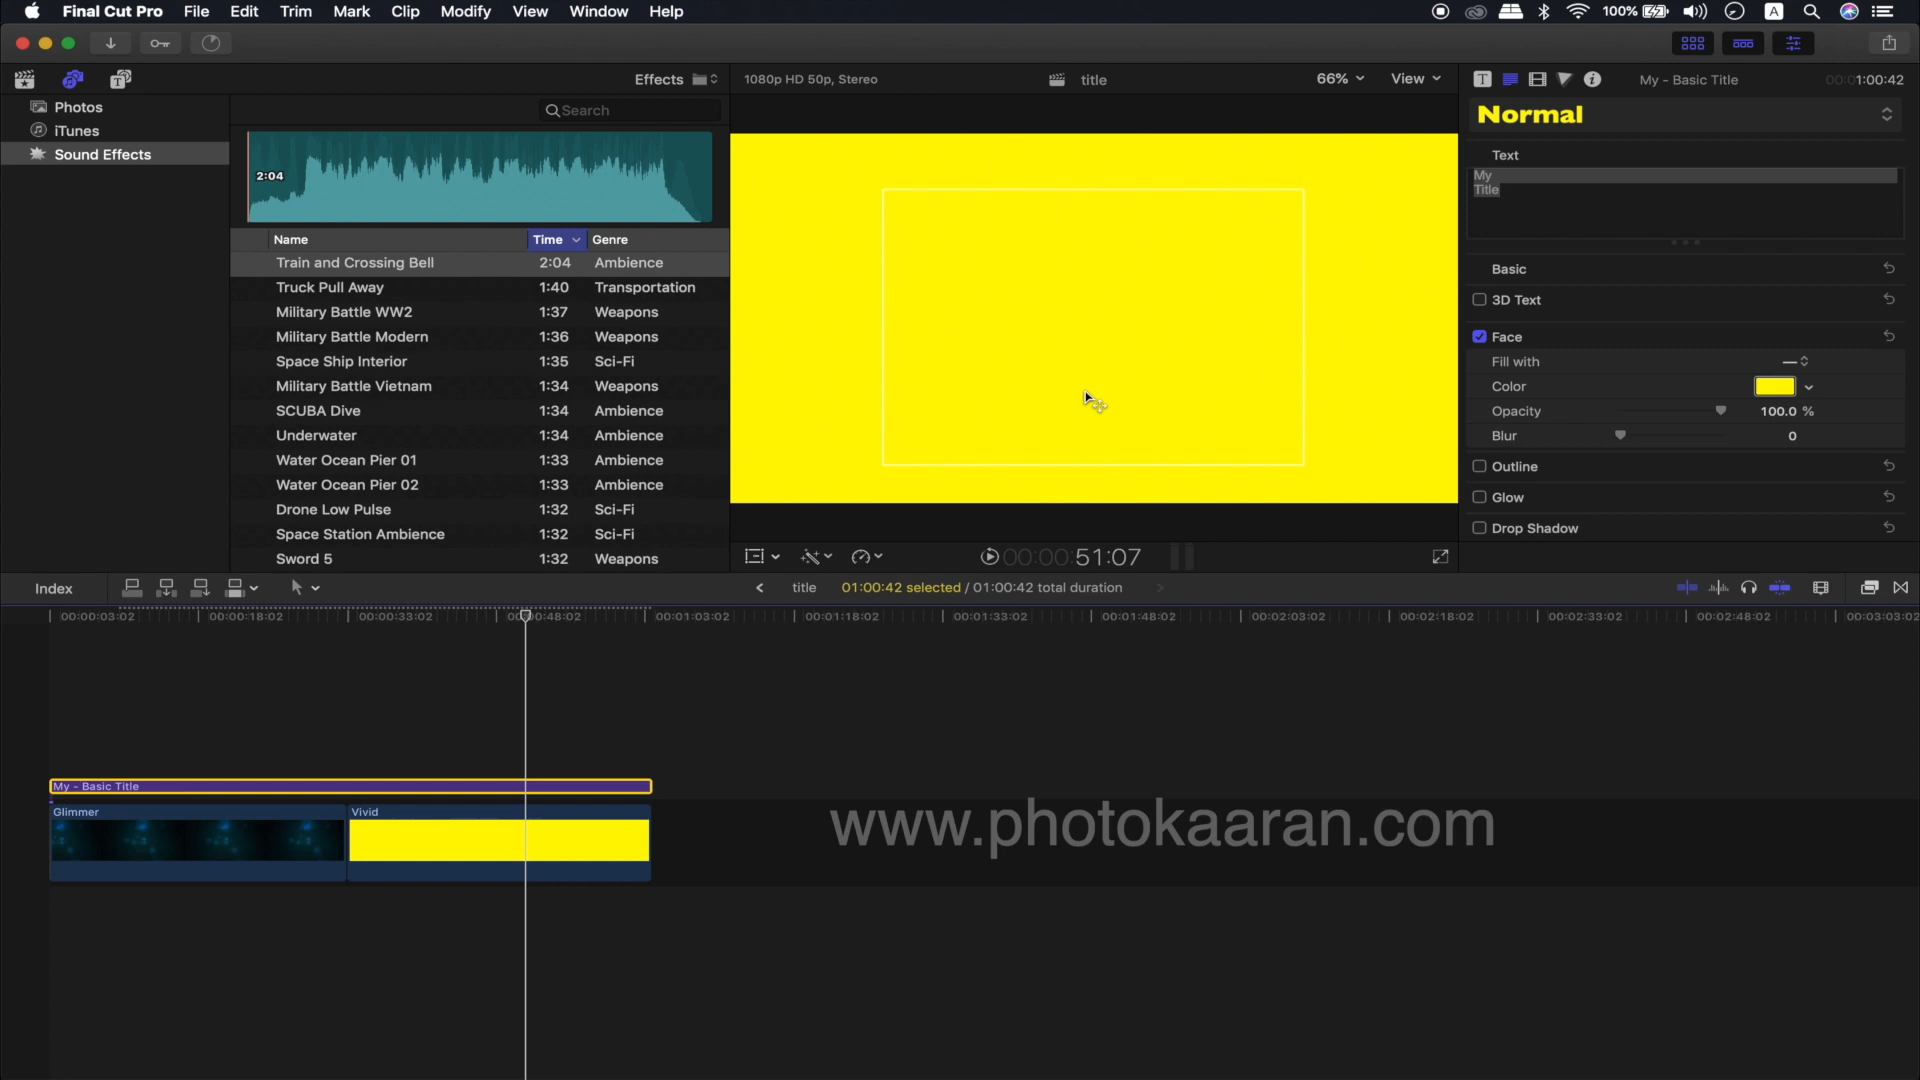 Final Cut Pro File Edit Trim Mark Clip Modify View Window Help 100% A
Effects
1080p HD 50p, Stereo title 66% View
My - Basic Title 00:01:00:42
Photos
iTunes
Sound Effects
Search
2:04
Name Time Genre
Train and Crossing Bell 2:04 Ambience
Truck Pull Away 1:40 Transportation
Military Battle WW2 1:37 Weapons
Military Battle Modern 1:36 Weapons
Space Ship Interior 1:35 Sci-Fi
Military Battle Vietnam 1:34 Weapons
SCUBA Dive 1:34 Ambience
Underwater 1:34 Ambience
Water Ocean Pier 01 1:33 Ambience
Water Ocean Pier 02 1:33 Ambience
Drone Low Pulse 1:32 Sci-Fi
Space Station Ambience 1:32 Sci-Fi
Sword 5 1:32 Weapons
Normal
Text
My
Title
Basic
3D Text
Face
Fill with
Color
Opacity 100.0 %
Blur 0
Outline
Glow
Drop Shadow
00:00:51:07
Index
title 01:00:42 selected / 01:00:42 total duration
00:00:03:02 00:00:18:02 00:00:33:02 00:00:48:02 00:01:03:02 00:01:18:02 00:01:33:02 00:01:48:02 00:02:03:02 00:02:18:02 00:02:33:02 00:02:48:02 00:03:03:02
My - Basic Title
Glimmer Vivid
www.photokaaran.com